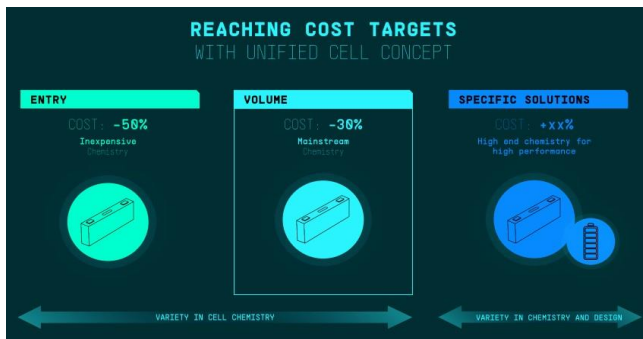 REACHING COST TARGETS
WITH UNIFIED CELL CONCEPT
ENTRY
COST: -50%
Inexpensive
Chemistry
VOLUME
COST: -30%
Mainstream
Chemistry
SPECIFIC SOLUTIONS
COST: +xx%
High end chemistry for
high performance
VARIETY IN CELL CHEMISTRY
VARIETY IN CHEMISTRY AND DESIGN